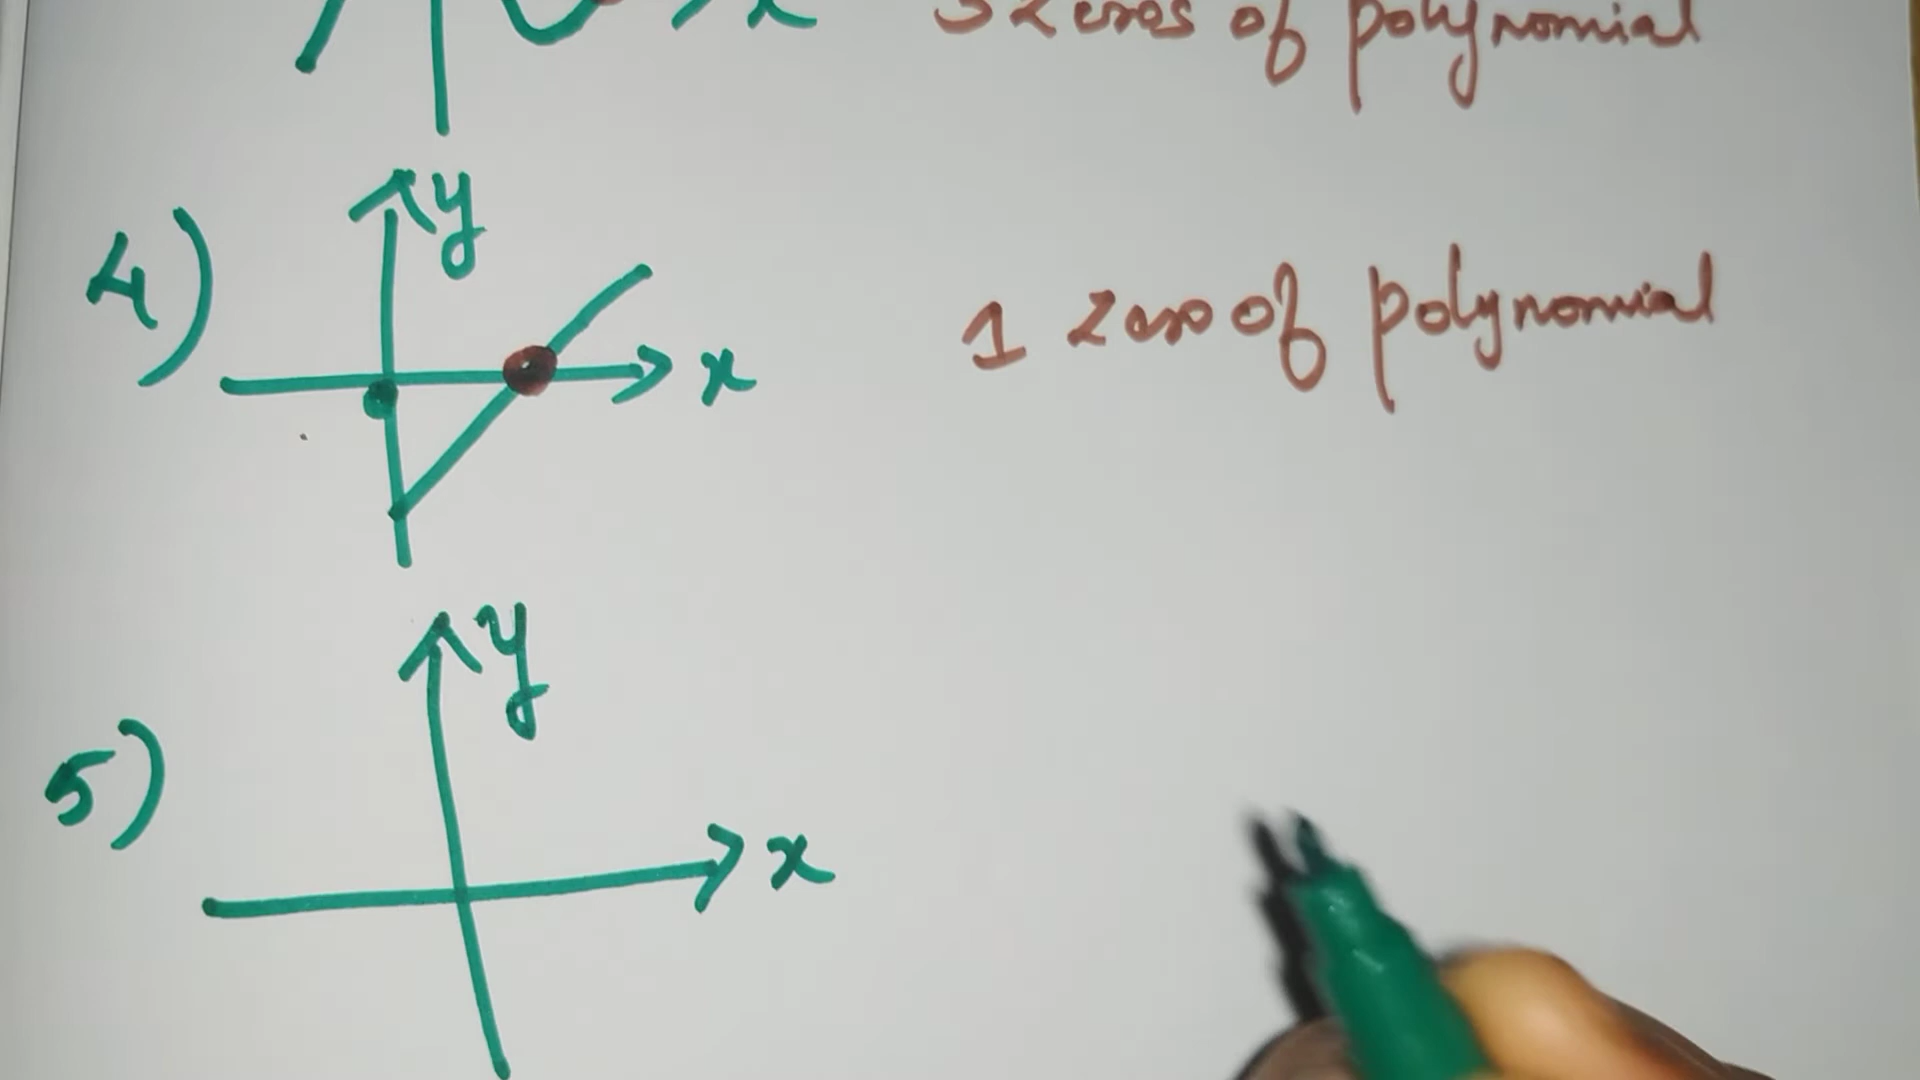 x 3 zeros of polynomial
y
4) 1 zero of polynomial
x
y
5)
x